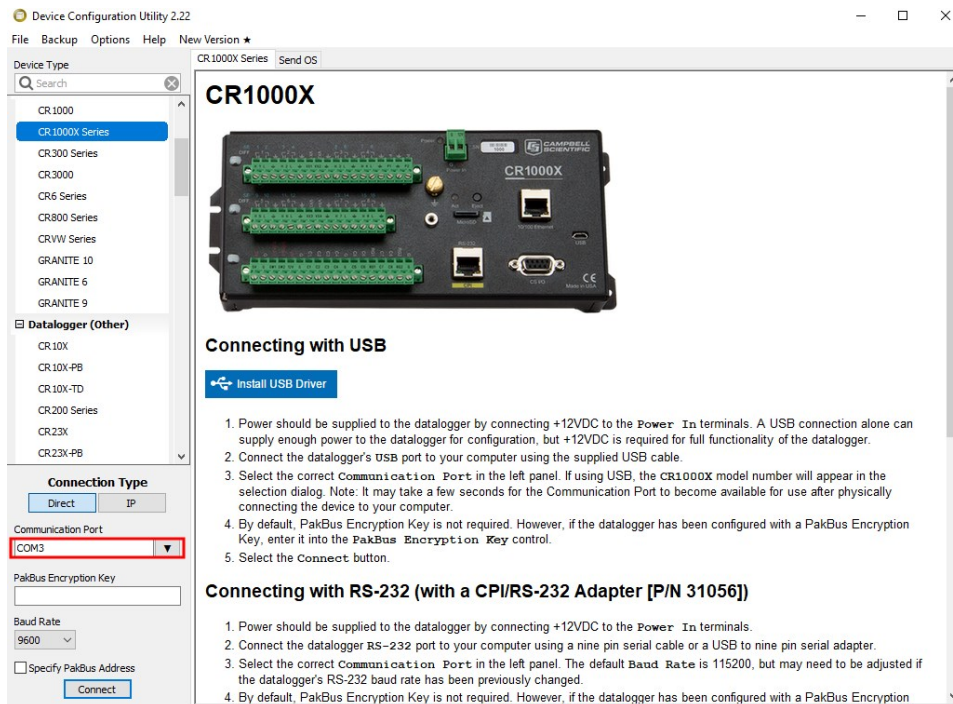 Device Configuration Utility 2.22
File Backup Options Help New Version ★
Device Type
Search
CR1000
CR1000X Series
CR300 Series
CR3000
CR6 Series
CR800 Series
CRVW Series
GRANITE 10
GRANITE 6
GRANITE 9
Datalogger (Other)
CR10X
CR10X-PB
CR10X-TD
CR200 Series
CR23X
CR23X-PB
Connection Type
Direct IP
Communication Port
COM3
PakBus Encryption Key
Baud Rate
9600
Specify PakBus Address
Connect
CR1000X Series Send OS
CR1000X
CAMPBELL
SCIENTIFIC
CR1000X
Connecting with USB
Install USB Driver
1. Power should be supplied to the datalogger by connecting +12VDC to the Power In terminals. A USB connection alone can
supply enough power to the datalogger for configuration, but +12VDC is required for full functionality of the datalogger.
2. Connect the datalogger's USB port to your computer using the supplied USB cable.
3. Select the correct Communication Port in the left panel. If using USB, the CR1000X model number will appear in the
selection dialog. Note: It may take a few seconds for the Communication Port to become available for use after physically
connecting the device to your computer.
4. By default, PakBus Encryption Key is not required. However, if the datalogger has been configured with a PakBus Encryption
Key, enter it into the PakBus Encryption Key control.
5. Select the Connect button.
Connecting with RS-232 (with a CPI/RS-232 Adapter [P/N 31056])
1. Power should be supplied to the datalogger by connecting +12VDC to the Power In terminals.
2. Connect the datalogger RS-232 port to your computer using a nine pin serial cable or a USB to nine pin serial adapter.
3. Select the correct Communication Port in the left panel. The default Baud Rate is 115200, but may need to be adjusted if
the datalogger's RS-232 baud rate has been previously changed.
4. By default, PakBus Encryption Key is not required. However, if the datalogger has been configured with a PakBus Encryption